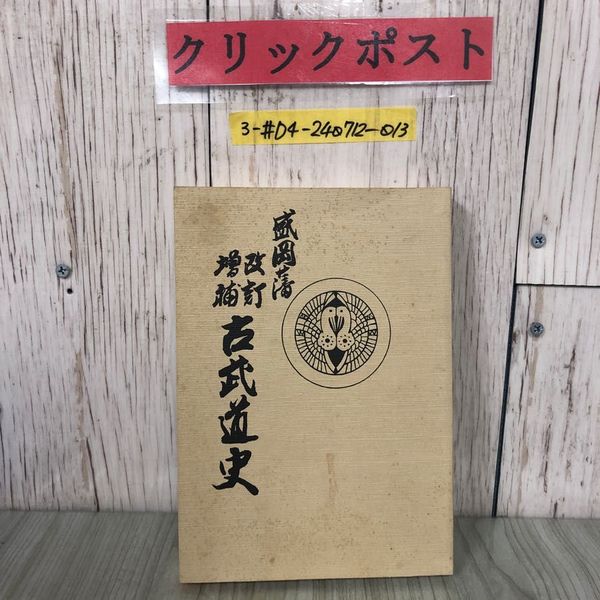 クリックポスト
3-#D4-240712-013
盛岡藩
改訂
増補
古武道史